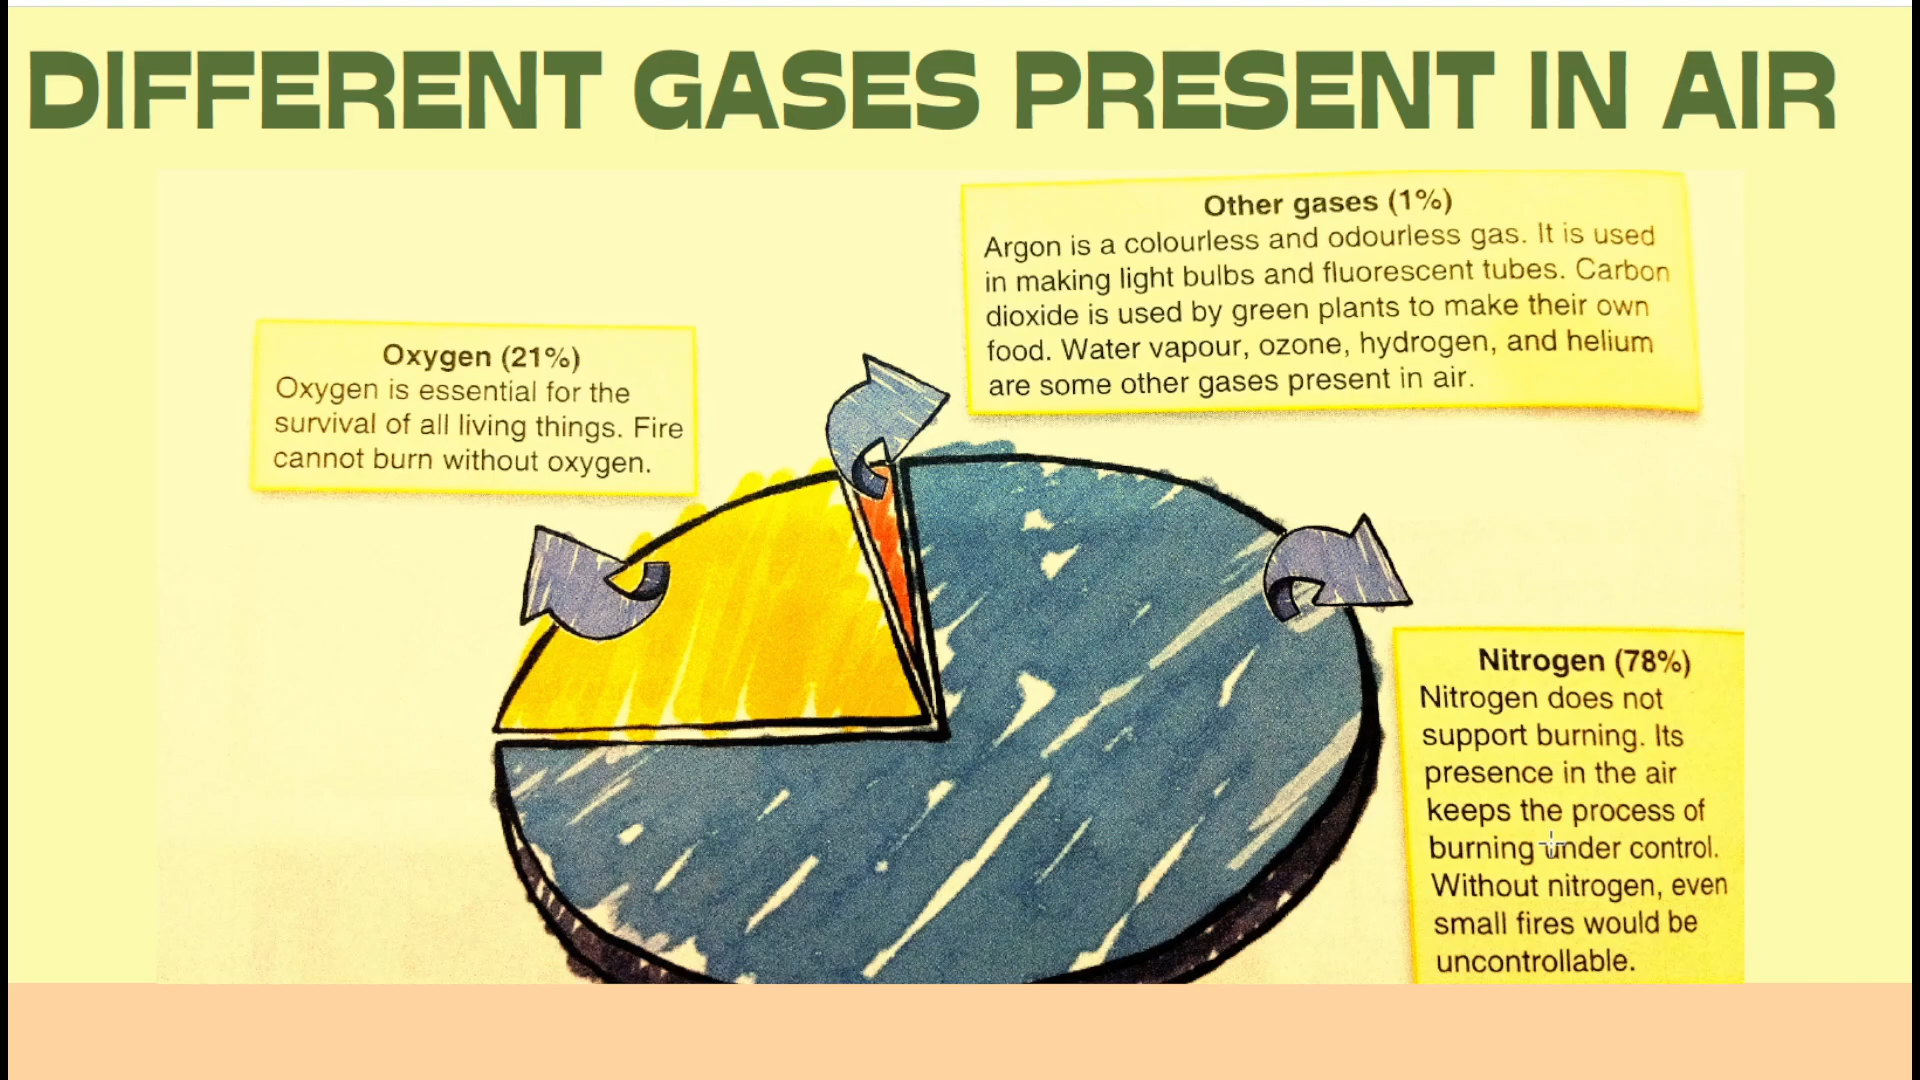 DIFFERENT GASES PRESENT IN AIR
Other gases (1%)
Argon is a colourless and odourless gas. It is used
in making light bulbs and fluorescent tubes. Carbon
dioxide is used by green plants to make their own
food. Water vapour, ozone, hydrogen, and helium
are some other gases present in air.
Oxygen (21%)
Oxygen is essential for the
survival of all living things. Fire
cannot burn without oxygen.
Nitrogen (78%)
Nitrogen does not
support burning. Its
presence in the air
keeps the process of
burning under control.
Without nitrogen, even
small fires would be
uncontrollable.